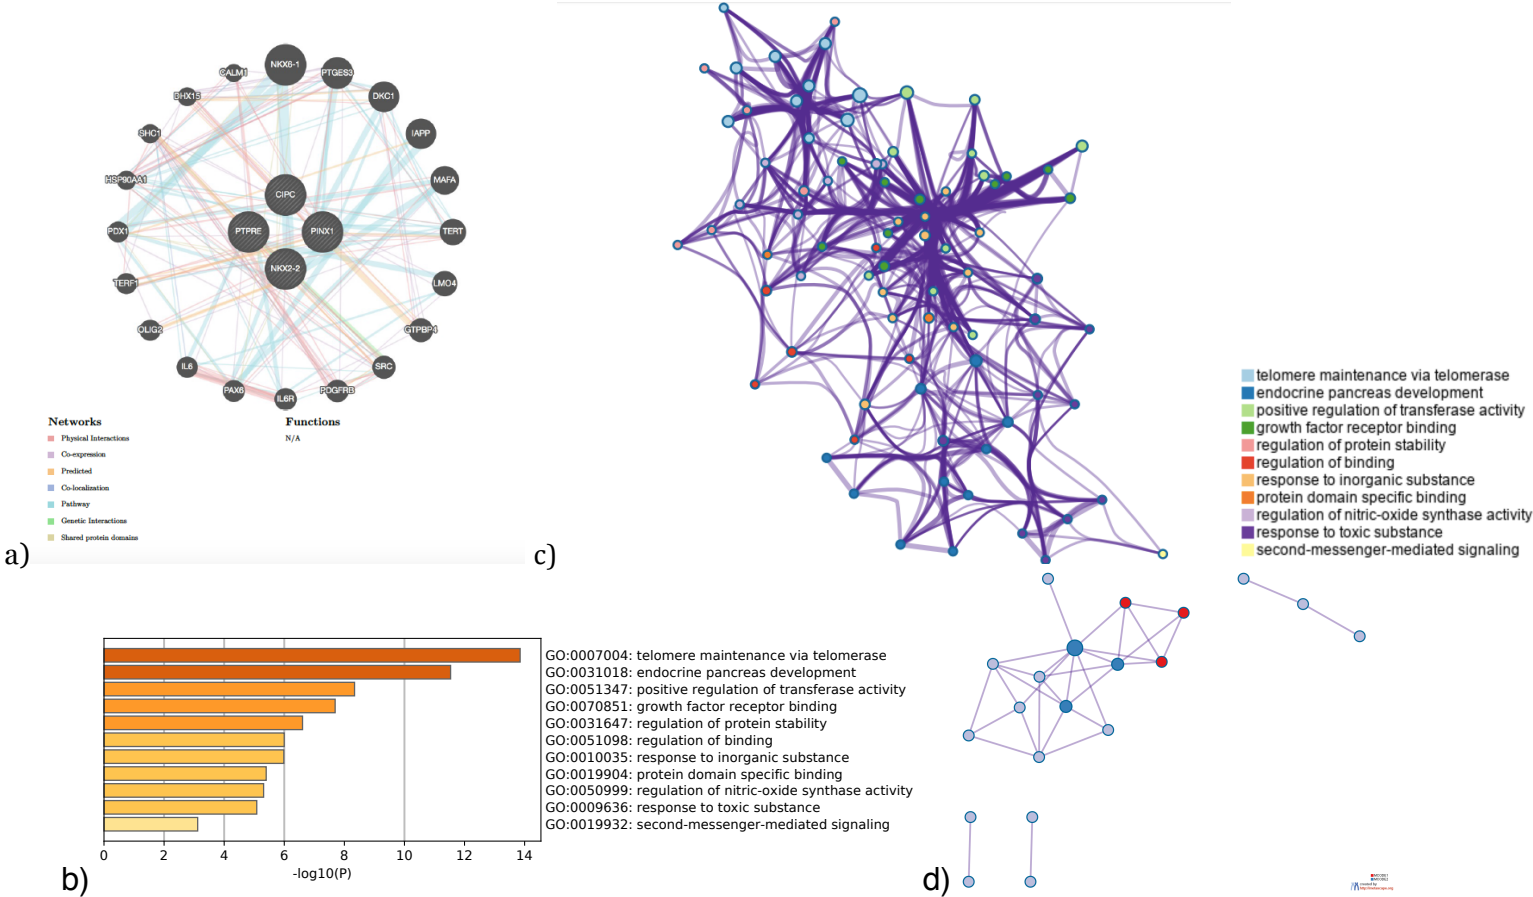 NKX6-1
CALM1
PTGES3
DHX15
DKC1
SHC1
IAPP
HSP90AA1
MAFA
CIPC
PDX1
PTPRE
PINX1
TERT
NKX2-2
TERF1
LMO4
OLIG2
GTPBP4
IL6
SRC
PAX6
IL6R
PDGFRB
Networks
Physical Interactions
Co-expression
Predicted
Co-localization
Pathway
Genetic Interactions
Shared protein domains
Functions
N/A
a)
c)
telomere maintenance via telomerase
endocrine pancreas development
positive regulation of transferase activity
growth factor receptor binding
regulation of protein stability
regulation of binding
response to inorganic substance
protein domain specific binding
regulation of nitric-oxide synthase activity
response to toxic substance
second-messenger-mediated signaling
GO:0007004: telomere maintenance via telomerase
GO:0031018: endocrine pancreas development
GO:0051347: positive regulation of transferase activity
GO:0070851: growth factor receptor binding
GO:0031647: regulation of protein stability
GO:0051098: regulation of binding
GO:0010035: response to inorganic substance
GO:0019904: protein domain specific binding
GO:0050999: regulation of nitric-oxide synthase activity
GO:0009636: response to toxic substance
GO:0019932: second-messenger-mediated signaling
0 2 4 6 8 10 12 14
-log10(P)
b)
d)
created by
http://metascape.org